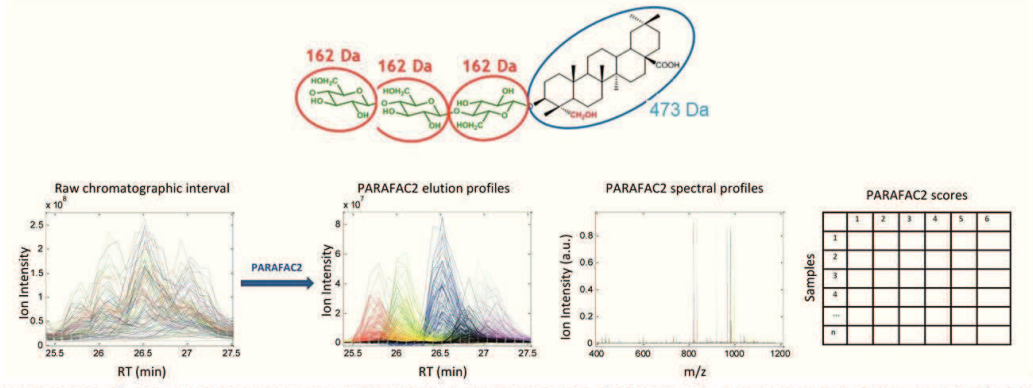 162 Da
162 Da
162 Da
HOH₂C
HO
OH
HOH₂C
HO
OH
OH
HO
HOH₂C
COOH
CH₂OH
473 Da
Raw chromatographic interval
x 10⁸
2.5
2
1.5
1
0.5
0
Ion Intensity
25.5 26 26.5 27 27.5
RT (min)
PARAFAC2
PARAFAC2 elution profiles
x 10⁷
8
6
4
2
0
Ion Intensity
25.5 26 26.5 27 27.5
RT (min)
PARAFAC2 spectral profiles
0.8
0.6
0.4
0.2
0
Ion Intensity (a.u.)
400 600 800 1000 1200
m/z
PARAFAC2 scores
1 2 3 4 5 6
1
2
3
4
...
n
Samples